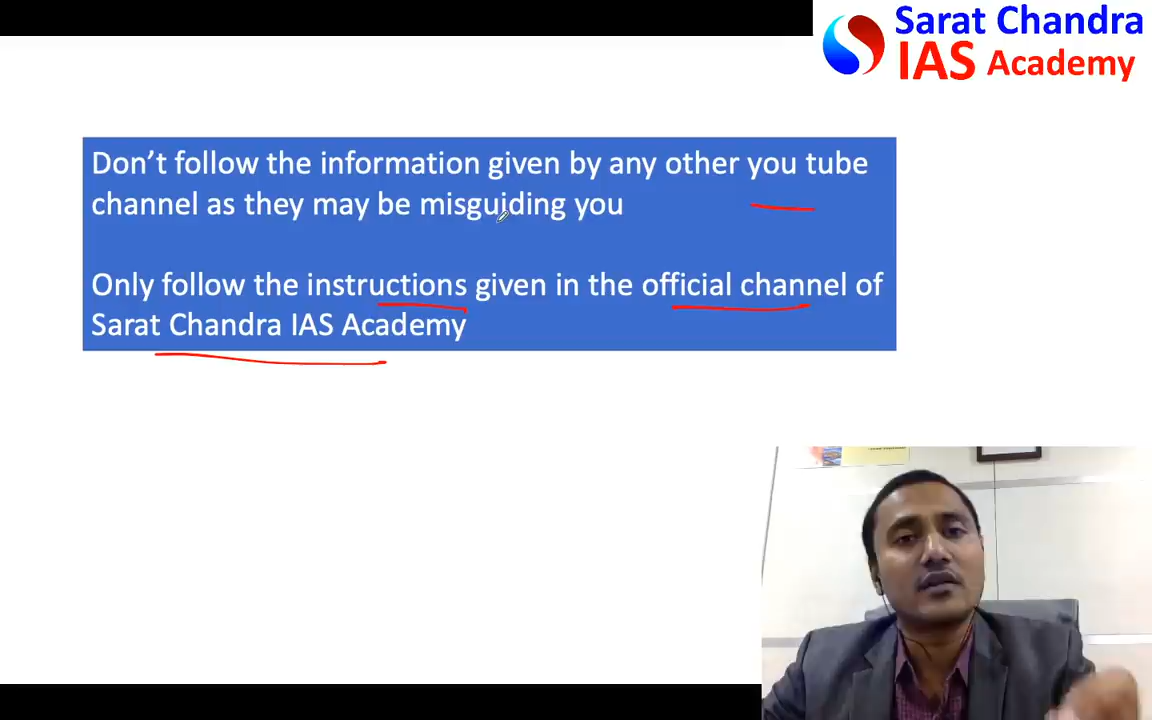 Sarat Chandra
IAS Academy
Don't follow the information given by any other you tube
channel as they may be misguiding you
Only follow the instructions given in the official channel of
Sarat Chandra IAS Academy